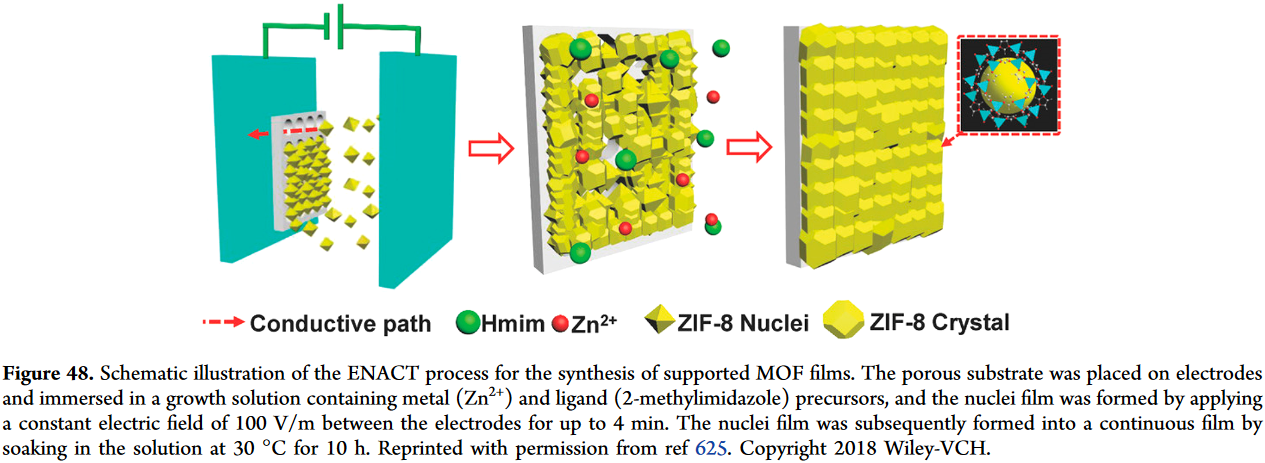 Conductive path Hmim Zn²⁺ ZIF-8 Nuclei ZIF-8 Crystal
Figure 48. Schematic illustration of the ENACT process for the synthesis of supported MOF films. The porous substrate was placed on electrodes
and immersed in a growth solution containing metal (Zn²⁺) and ligand (2-methylimidazole) precursors, and the nuclei film was formed by applying
a constant electric field of 100 V/m between the electrodes for up to 4 min. The nuclei film was subsequently formed into a continuous film by
soaking in the solution at 30 °C for 10 h. Reprinted with permission from ref 625. Copyright 2018 Wiley-VCH.